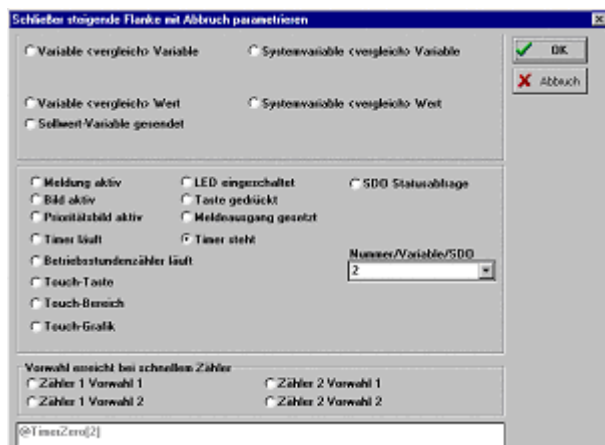 Schließer steigende Flanke mit Abbruch parametrieren
Variable <vergleich> Variable
Systemvariable <vergleich> Variable
OK
Abbruch
Variable <vergleich> Wert
Systemvariable <vergleich> Wert
Sollwert-Variable gesendet
Meldung aktiv
LED eingeschaltet
SDO Statusabfrage
Bild aktiv
Taste gedrückt
Prioritätsbild aktiv
Meldeausgang gesetzt
Timer läuft
Timer steht
Nummer/Variable/SDO
Betriebsstundenzähler läuft
2
Touch-Taste
Touch-Bereich
Touch-Grafik
Vorwahl erreicht bei schnellem Zähler
Zähler 1 Vorwahl 1
Zähler 2 Vorwahl 1
Zähler 1 Vorwahl 2
Zähler 2 Vorwahl 2
@TimerZero[2]